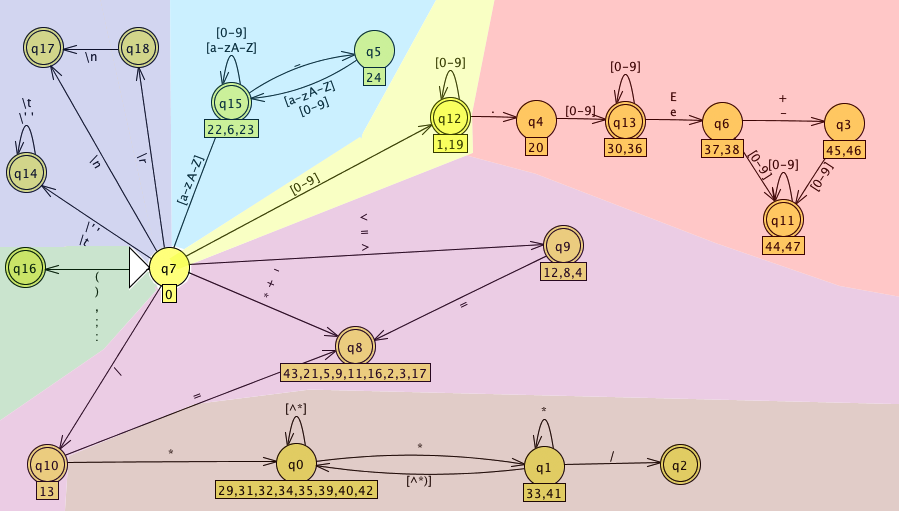 q17
\n
q18
[0-9]
[a-zA-Z]
q5
24
_
[a-zA-Z]
[0-9]
q15
22,6,23
[0-9]
q12
1,19
.
q4
20
[0-9]
[0-9]
q13
30,36
E
e
q6
37,38
+
-
q3
45,46
[0-9]
[0-9]
[0-9]
q11
44,47
\t
\' '
q14
\n
\r
[a-zA-Z]
[0-9]
\' '
\t
q16
(
)
,
;
:
q7
0
<
=
>
q9
12,8,4
=
q8
43,21,5,9,11,16,2,3,17
/
=
q10
13
*
[^*]
q0
29,31,32,34,35,39,40,42
*
[^*)]
*
q1
33,41
/
q2